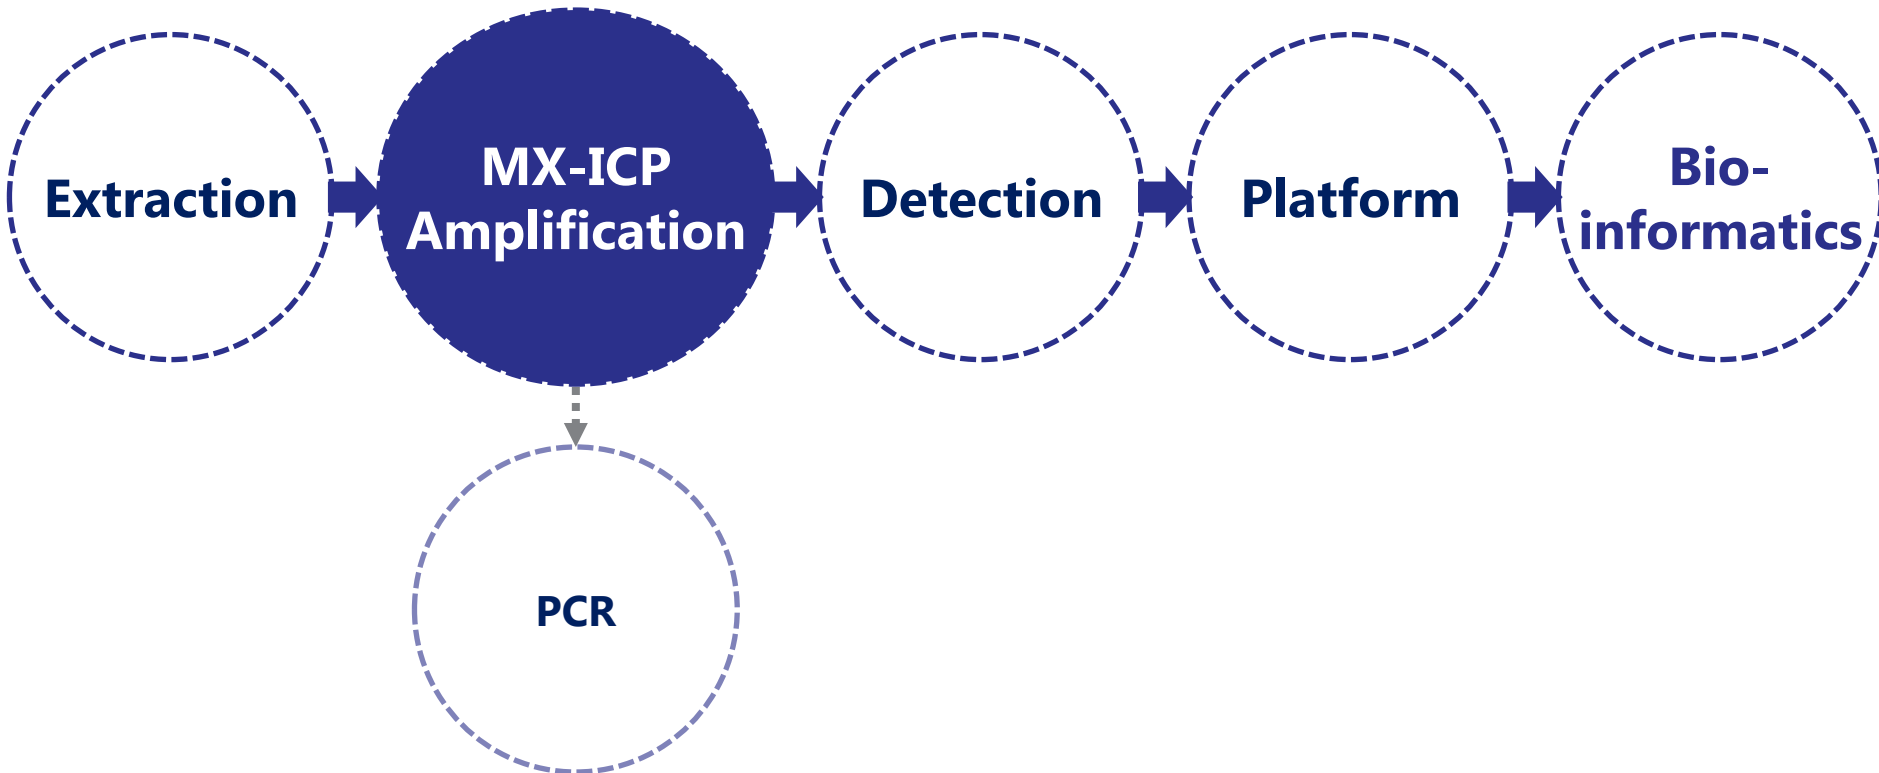 Extraction
MX-ICP
Amplification
Detection
Platform
Bio-
informatics
PCR